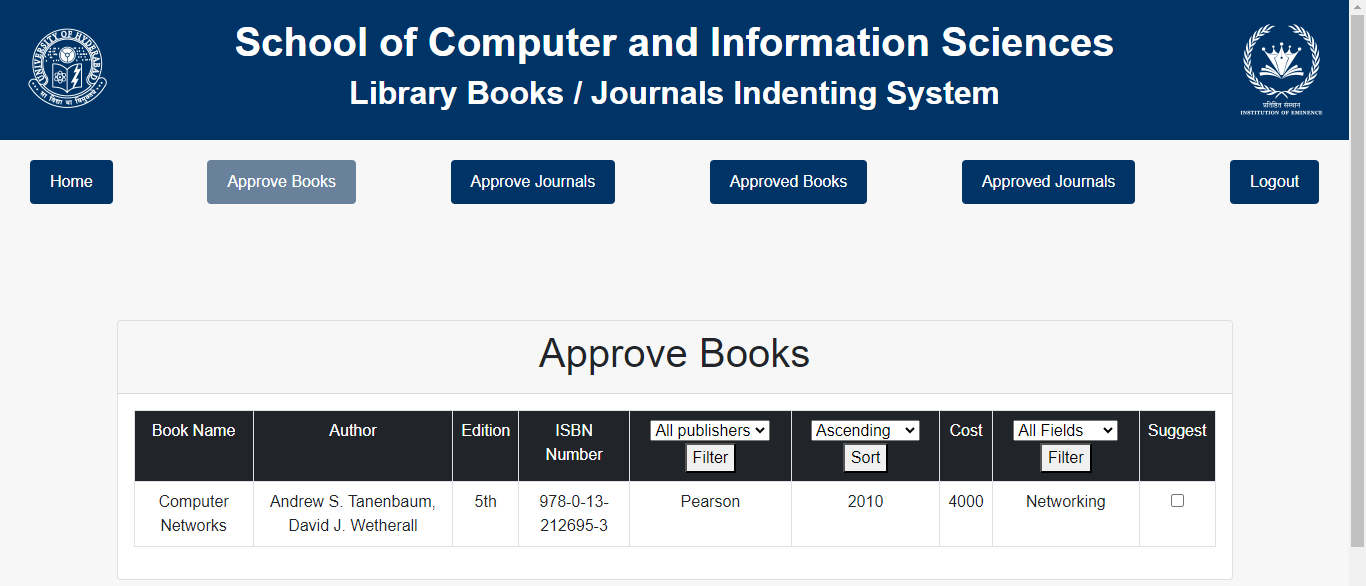 UNIVERSITY OF HYDERABAD
School of Computer and Information Sciences
Library Books / Journals Indenting System
प्रतिष्ठित संस्थान
INSTITUTION OF EMINENCE
Home
Approve Books
Approve Journals
Approved Books
Approved Journals
Logout
Approve Books
Book Name
Author
Edition
ISBN
Number
All publishers
Filter
Ascending
Sort
Cost
All Fields
Filter
Suggest
Computer
Networks
Andrew S. Tanenbaum,
David J. Wetherall
5th
978-0-13-
212695-3
Pearson
2010
4000
Networking